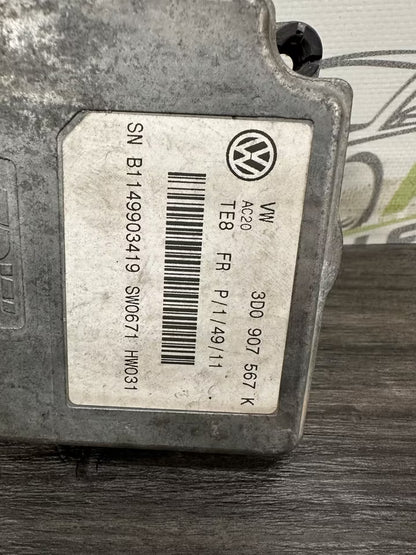 VW
AC20 3D0 907 567 K
TE8 FR P/1/49/11
SN B1149903419 SW0671 HW031